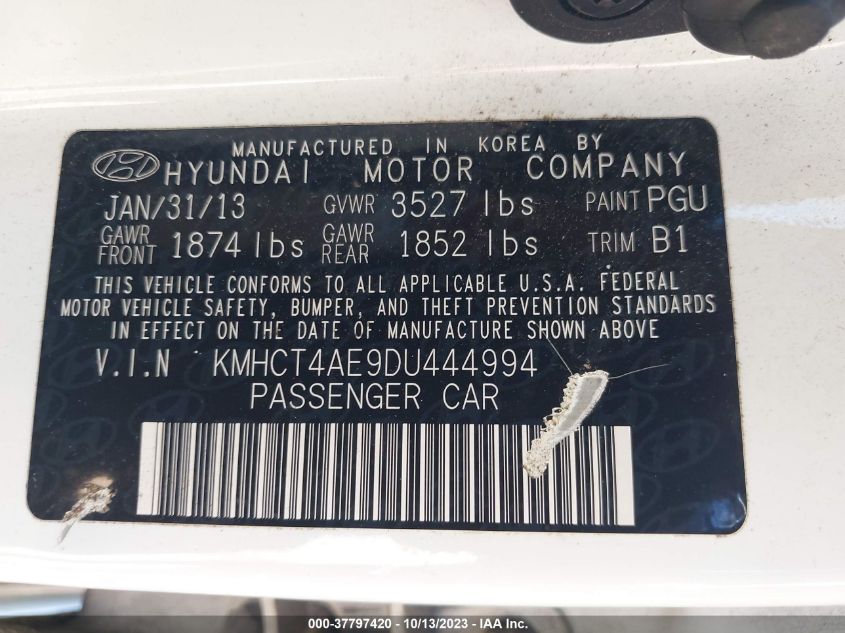 MANUFACTURED IN KOREA BY
HYUNDAI MOTOR COMPANY
JAN/31/13 GVWR 3527 lbs PAINT PGU
GAWR FRONT 1874 lbs GAWR REAR 1852 lbs TRIM B1
THIS VEHICLE CONFORMS TO ALL APPLICABLE U.S.A. FEDERAL
MOTOR VEHICLE SAFETY, BUMPER, AND THEFT PREVENTION STANDARDS
IN EFFECT ON THE DATE OF MANUFACTURE SHOWN ABOVE
V.I.N KMHCT4AE9DU444994
PASSENGER CAR
000-37797420 - 10/13/2023 - IAA Inc.